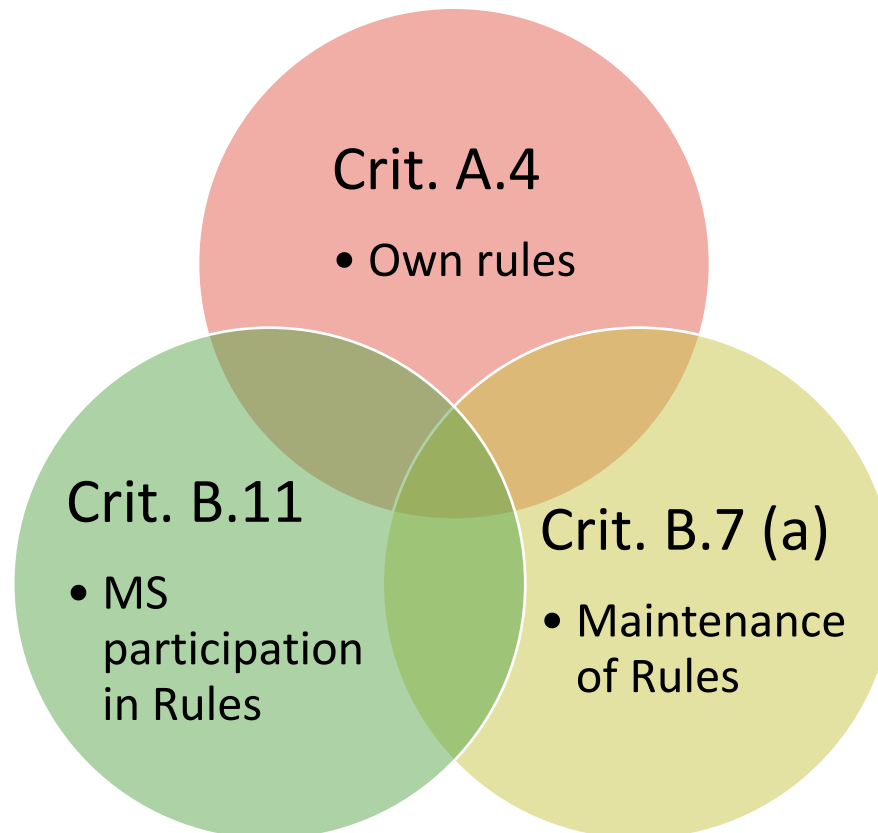 Crit. A.4
• Own rules
Crit. B.11
• MS
participation
in Rules
Crit. B.7 (a)
• Maintenance
of Rules